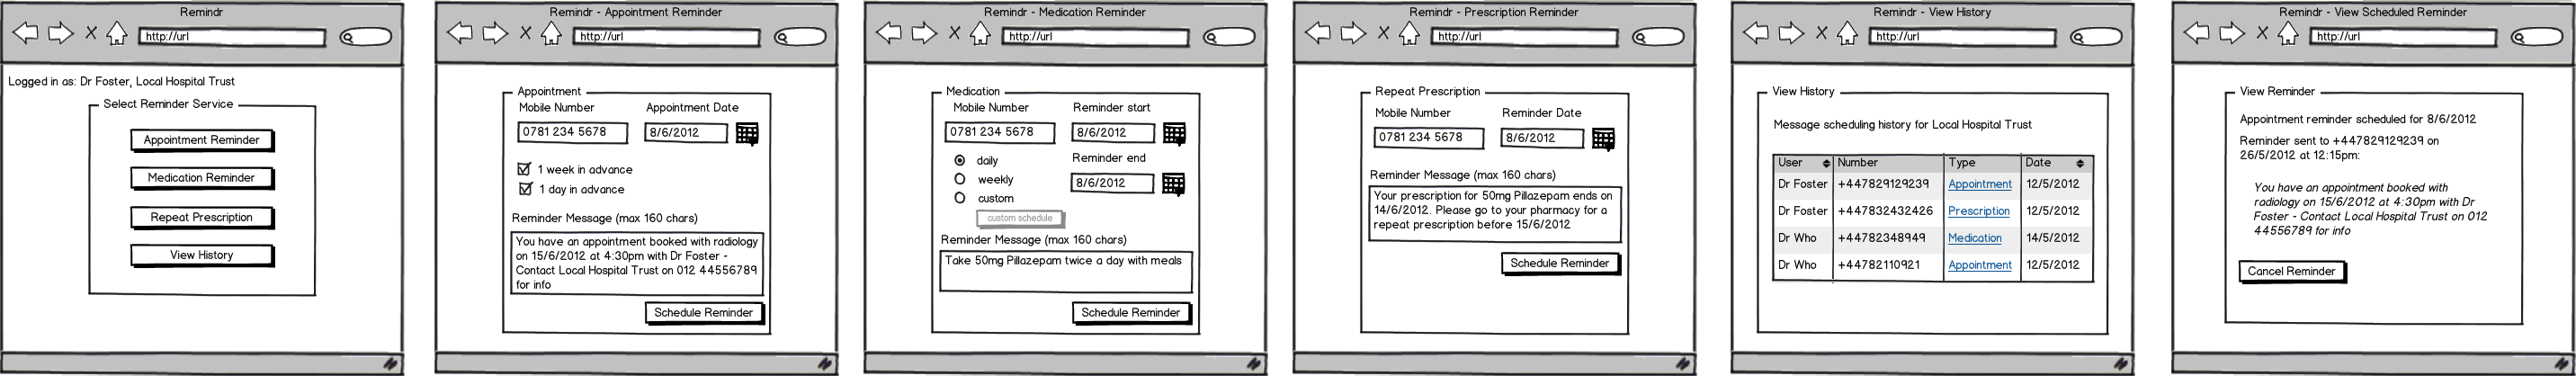 Remindr
http://url
Logged in as: Dr Foster, Local Hospital Trust
Select Reminder Service
Appointment Reminder
Medication Reminder
Repeat Prescription
View History
Remindr - Appointment Reminder
http://url
Appointment
Mobile Number Appointment Date
0781 234 5678 8/6/2012
1 week in advance
1 day in advance
Reminder Message (max 160 chars)
You have an appointment booked with radiology
on 15/6/2012 at 4:30pm with Dr Foster -
Contact Local Hospital Trust on 012 44556789
for info
Schedule Reminder
Remindr - Medication Reminder
http://url
Medication
Mobile Number Reminder start
0781 234 5678 8/6/2012
daily Reminder end
weekly 8/6/2012
custom
custom schedule
Reminder Message (max 160 chars)
Take 50mg Pillazepam twice a day with meals
Schedule Reminder
Remindr - Prescription Reminder
http://url
Repeat Prescription
Mobile Number Reminder Date
0781 234 5678 8/6/2012
Reminder Message (max 160 chars)
Your prescription for 50mg Pillazepam ends on
14/6/2012. Please go to your pharmacy for a
repeat prescription before 15/6/2012
Schedule Reminder
Remindr - View History
http://url
View History
Message scheduling history for Local Hospital Trust
User Number Type Date
Dr Foster +447829129239 Appointment 12/5/2012
Dr Foster +447832432426 Prescription 12/5/2012
Dr Who +44782348949 Medication 14/5/2012
Dr Who +44782110921 Appointment 12/5/2012
Remindr - View Scheduled Reminder
http://url
View Reminder
Appointment reminder scheduled for 8/6/2012
Reminder sent to +447829129239 on
26/5/2012 at 12:15pm:
You have an appointment booked with
radiology on 15/6/2012 at 4:30pm with Dr
Foster - Contact Local Hospital Trust on 012
44556789 for info
Cancel Reminder